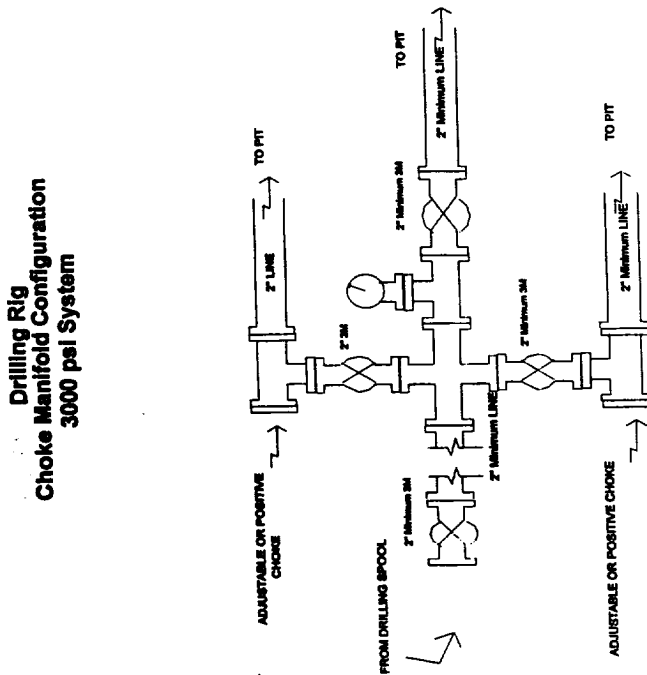 Drilling Rig
Choke Manifold Configuration
3000 psi System
TO PIT
2" LINE
2" 3M
ADJUSTABLE OR POSITIVE
CHOKE
TO PIT
2" Minimum LINE
2" Minimum 3M
2" Minimum LINE
2" Minimum 3M
FROM DRILLING SPOOL
2" Minimum 3M
TO PIT
2" Minimum LINE
ADJUSTABLE OR POSITIVE CHOKE